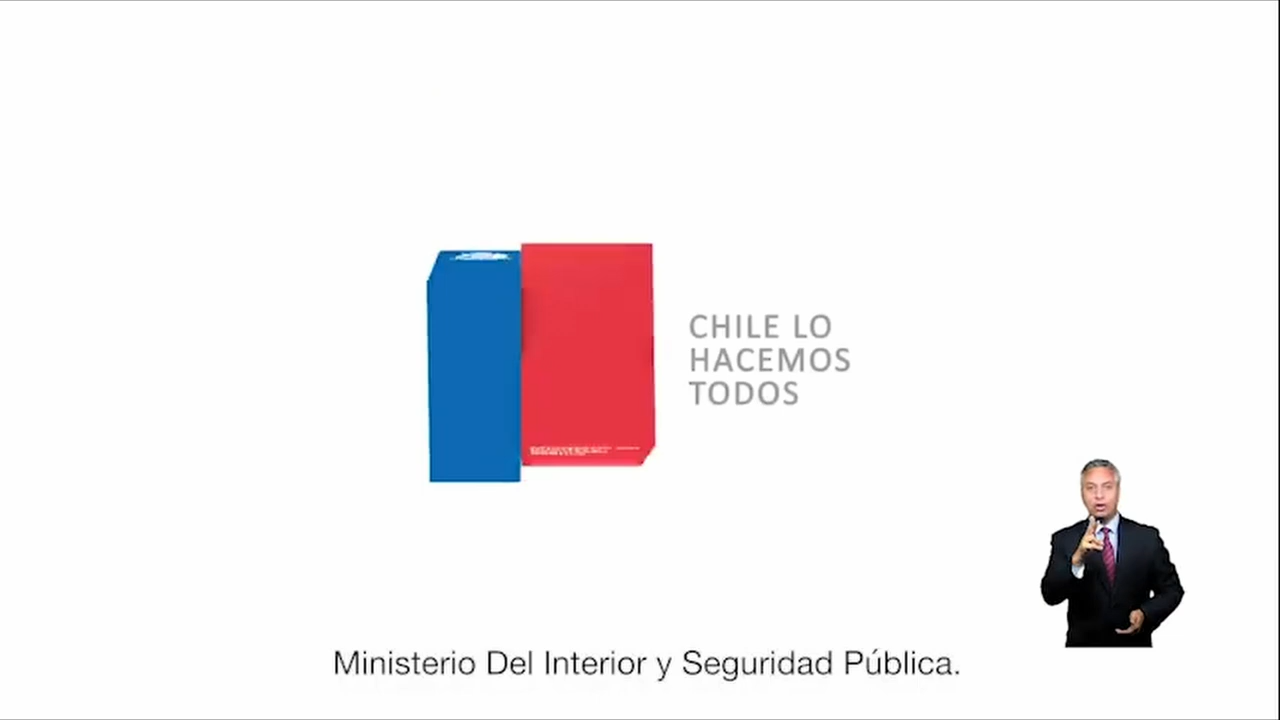 CHILE LO
HACEMOS
TODOS
Ministerio Del Interior y Seguridad Pública.